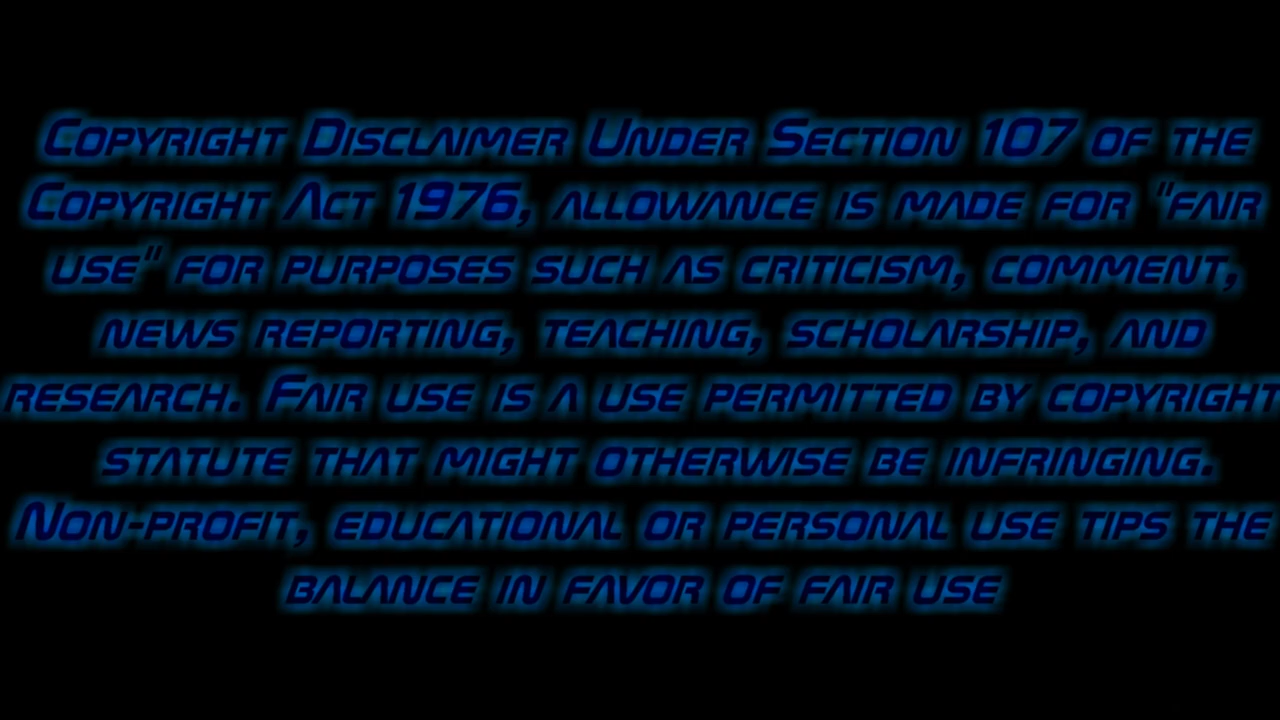 Copyright Disclaimer Under Section 107 of the
Copyright Act 1976, allowance is made for "fair
use" for purposes such as criticism, comment,
news reporting, teaching, scholarship, and
research. Fair use is a use permitted by copyright
statute that might otherwise be infringing.
Non-profit, educational or personal use tips the
balance in favor of fair use